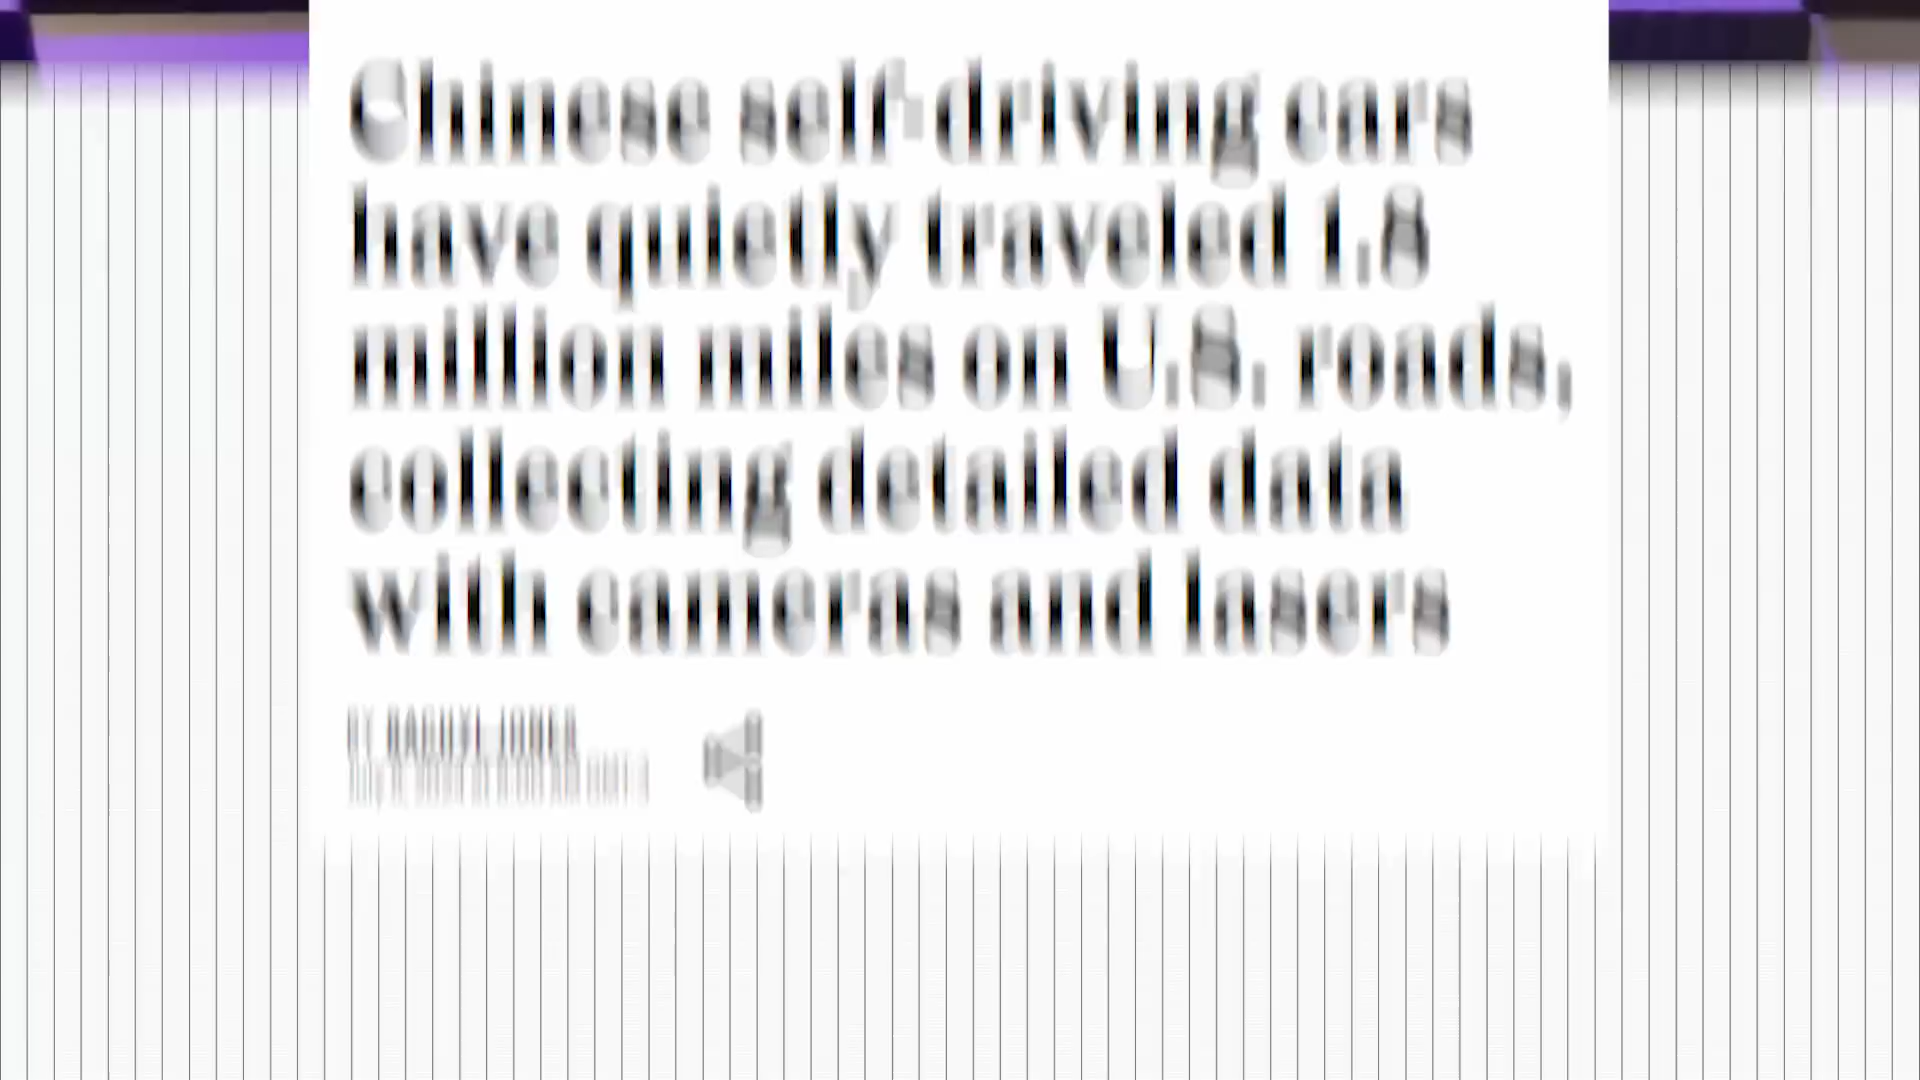 Chinese self-driving cars
have quietly traveled 1.8
million miles on U.S. roads,
collecting detailed data
with cameras and lasers
BY